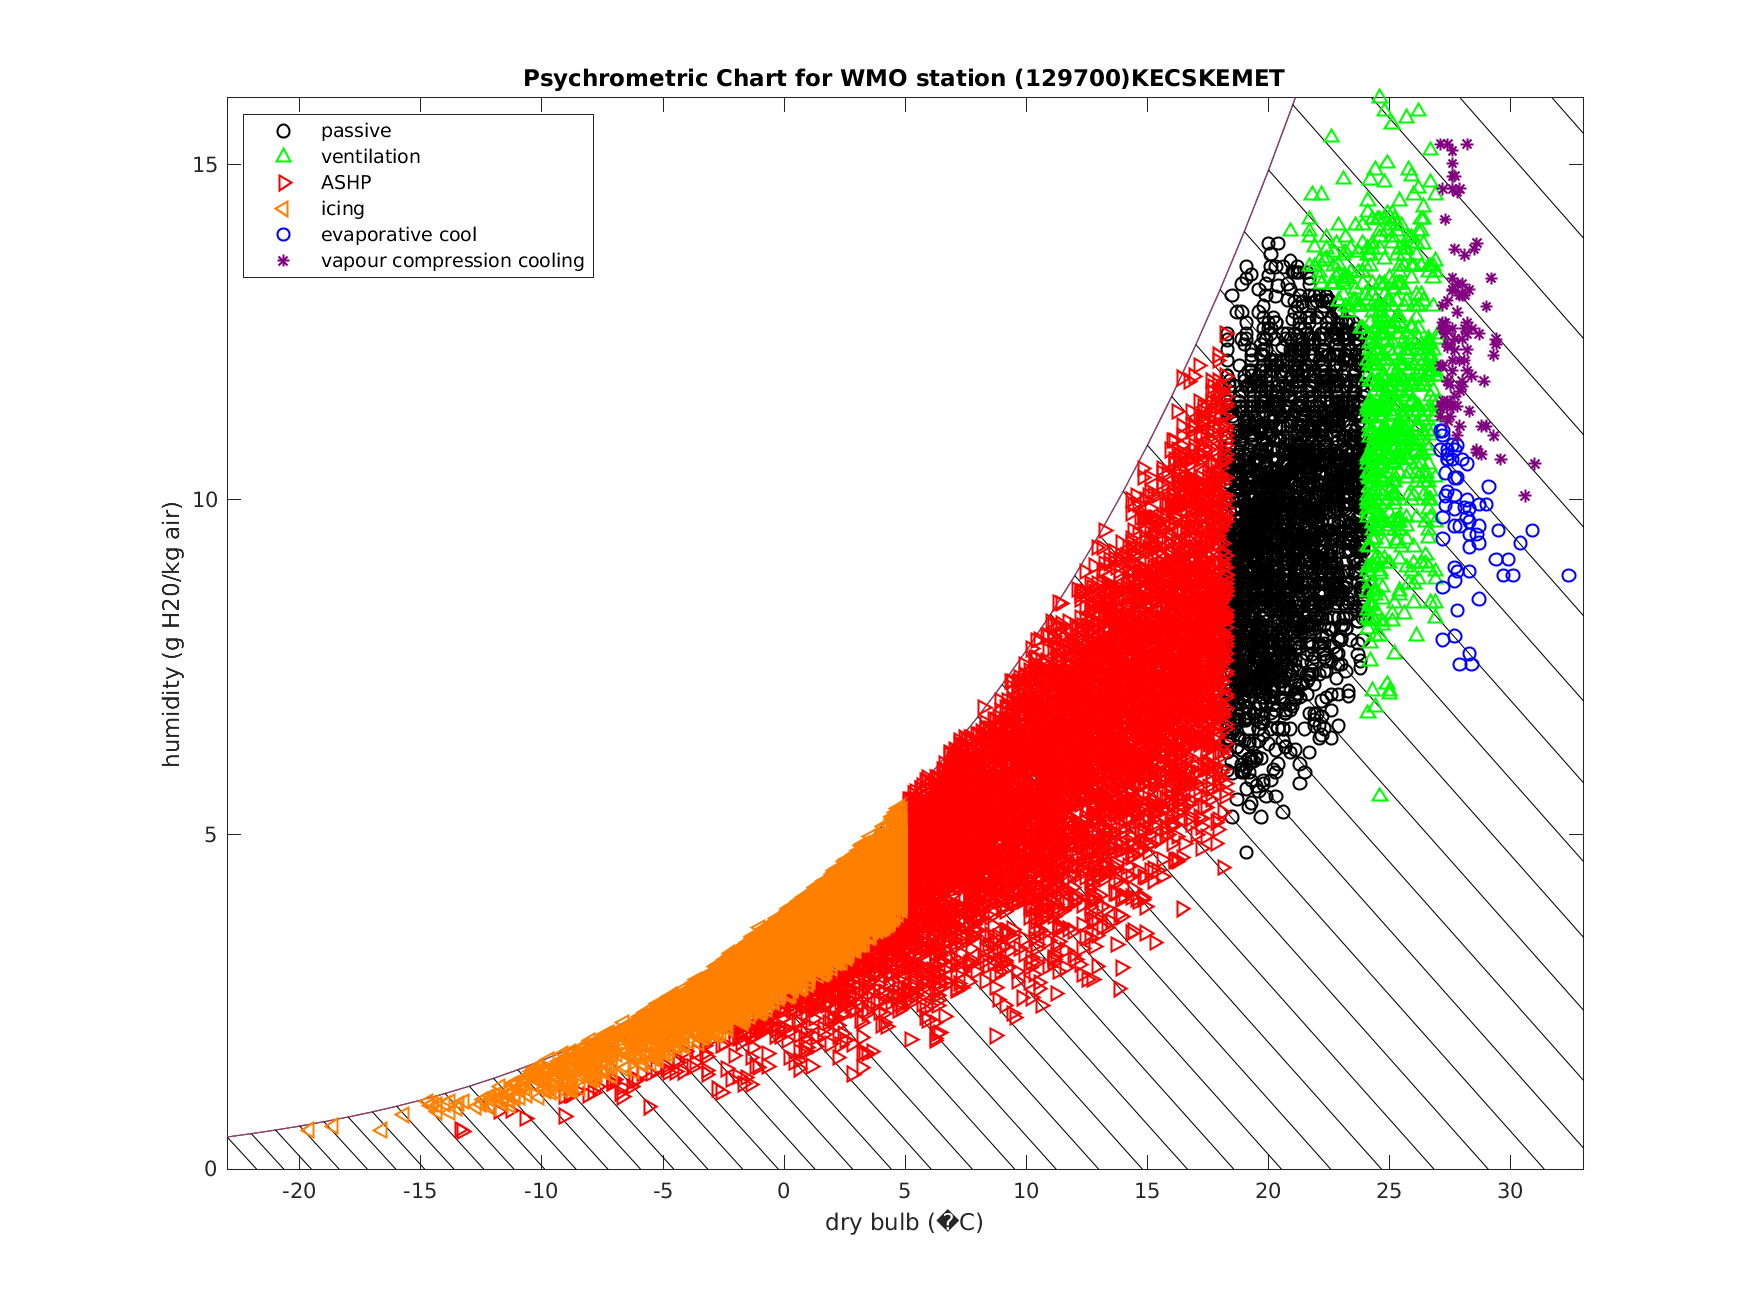 Psychrometric Chart for WMO station (129700)KECSKEMET
passive
ventilation
ASHP
icing
evaporative cool
vapour compression cooling
15
10
5
0
humidity (g H20/kg air)
-20 -15 -10 -5 0 5 10 15 20 25 30
dry bulb (�C)